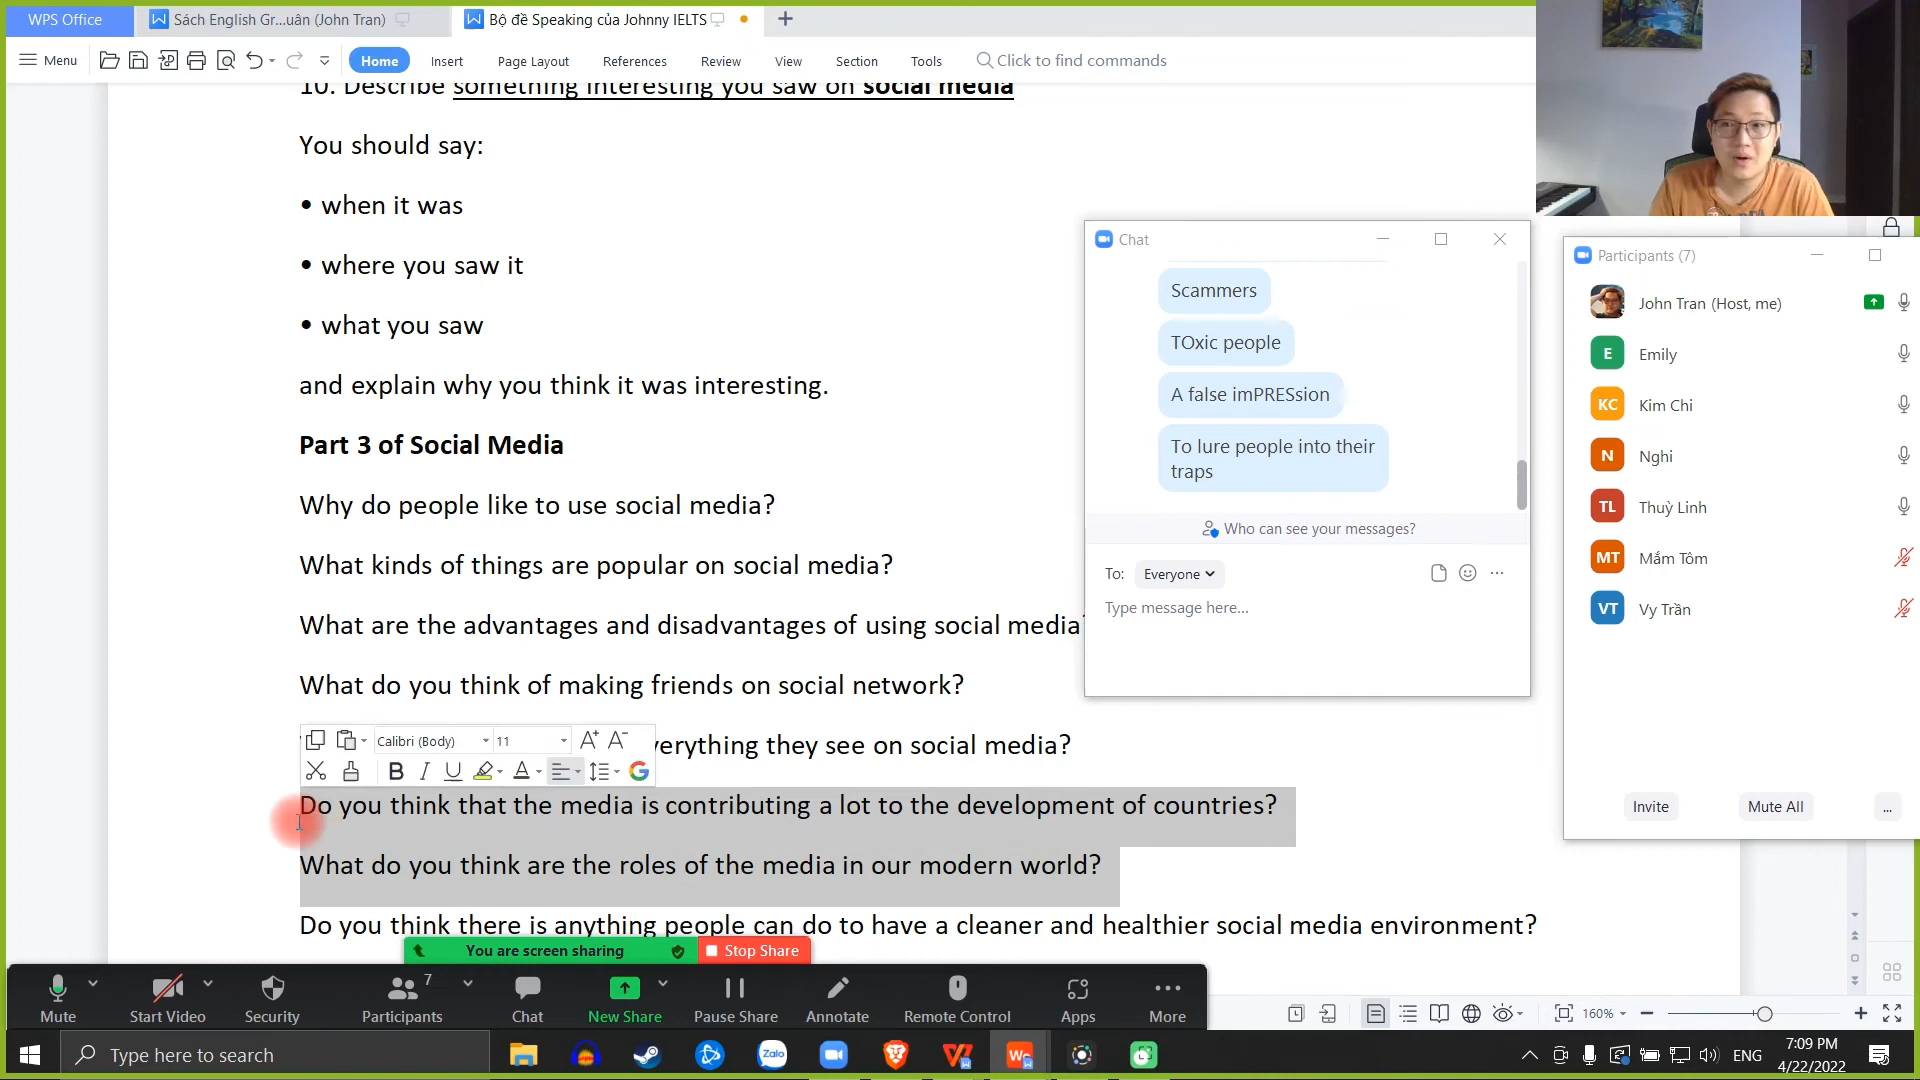 WPS Office
Sách English Gr...uân (John Tran)
Bộ đề Speaking của Johnny IELTS
Menu
Home
Insert
Page Layout
References
Review
View
Section
Tools
Click to find commands
10. Describe something interesting you saw on social media
You should say:
• when it was
• where you saw it
• what you saw
and explain why you think it was interesting.
Part 3 of Social Media
Why do people like to use social media?
What kinds of things are popular on social media?
What are the advantages and disadvantages of using social media?
What do you think of making friends on social network?
Calibri (Body)
11
verything they see on social media?
Do you think that the media is contributing a lot to the development of countries?
What do you think are the roles of the media in our modern world?
Do you think there is anything people can do to have a cleaner and healthier social media environment?
Chat
Scammers
TOxic people
A false imPRESsion
To lure people into their
traps
Who can see your messages?
To: Everyone
Type message here...
Participants (7)
John Tran (Host, me)
E Emily
KC Kim Chi
N Nghi
TL Thuỳ Linh
MT Mắm Tôm
VT Vy Trần
Invite
Mute All
...
You are screen sharing
Stop Share
Mute
Start Video
Security
7
Participants
Chat
New Share
Pause Share
Annotate
Remote Control
Apps
More
160%
Type here to search
Zalo
ENG
7:09 PM
4/22/2022